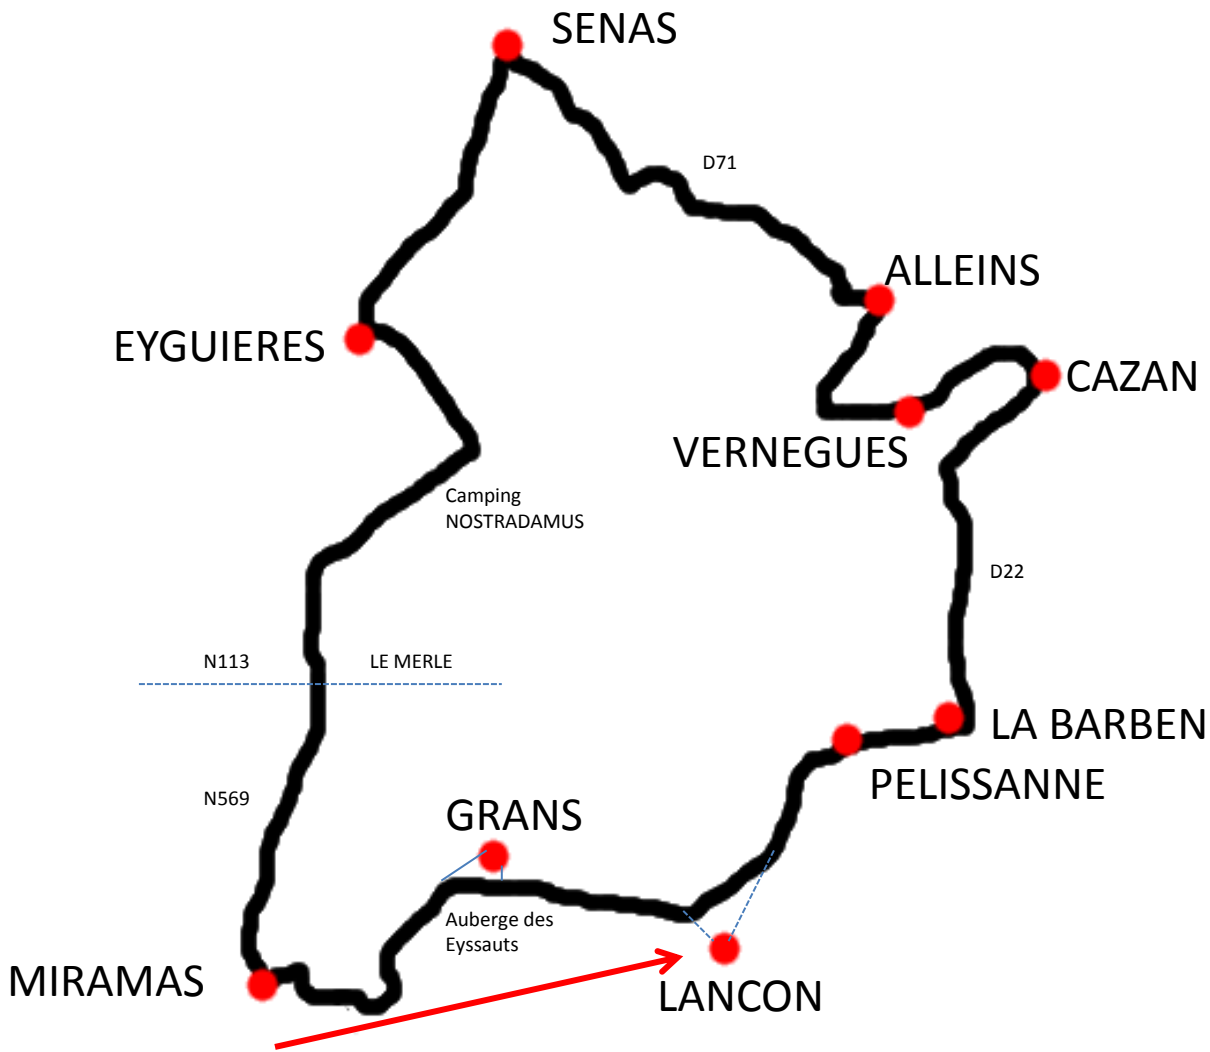 SENAS
D71
ALLEINS
EYGUIERES
CAZAN
VERNEGUES
Camping
NOSTRADAMUS
D22
N113
LE MERLE
LA BARBEN
PELISSANNE
N569
GRANS
Auberge des
Eyssauts
MIRAMAS
LANCON